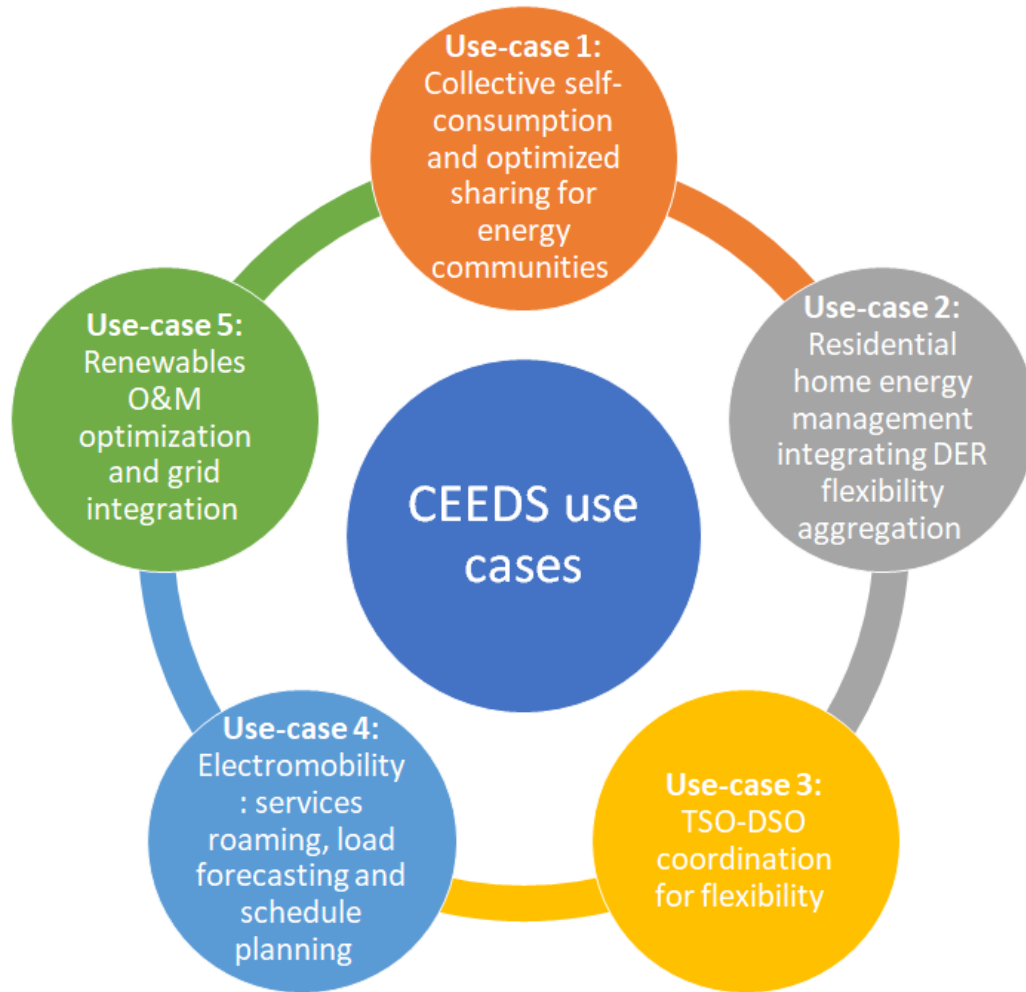 Use-case 1:
Collective self-
consumption
and optimized
sharing for
energy
communities
Use-case 2:
Residential
home energy
management
integrating DER
flexibility
aggregation
Use-case 3:
TSO-DSO
coordination
for flexibility
Use-case 4:
Electromobility
: services
roaming, load
forecasting and
schedule
planning
Use-case 5:
Renewables
O&M
optimization
and grid
integration
CEEDS use
cases